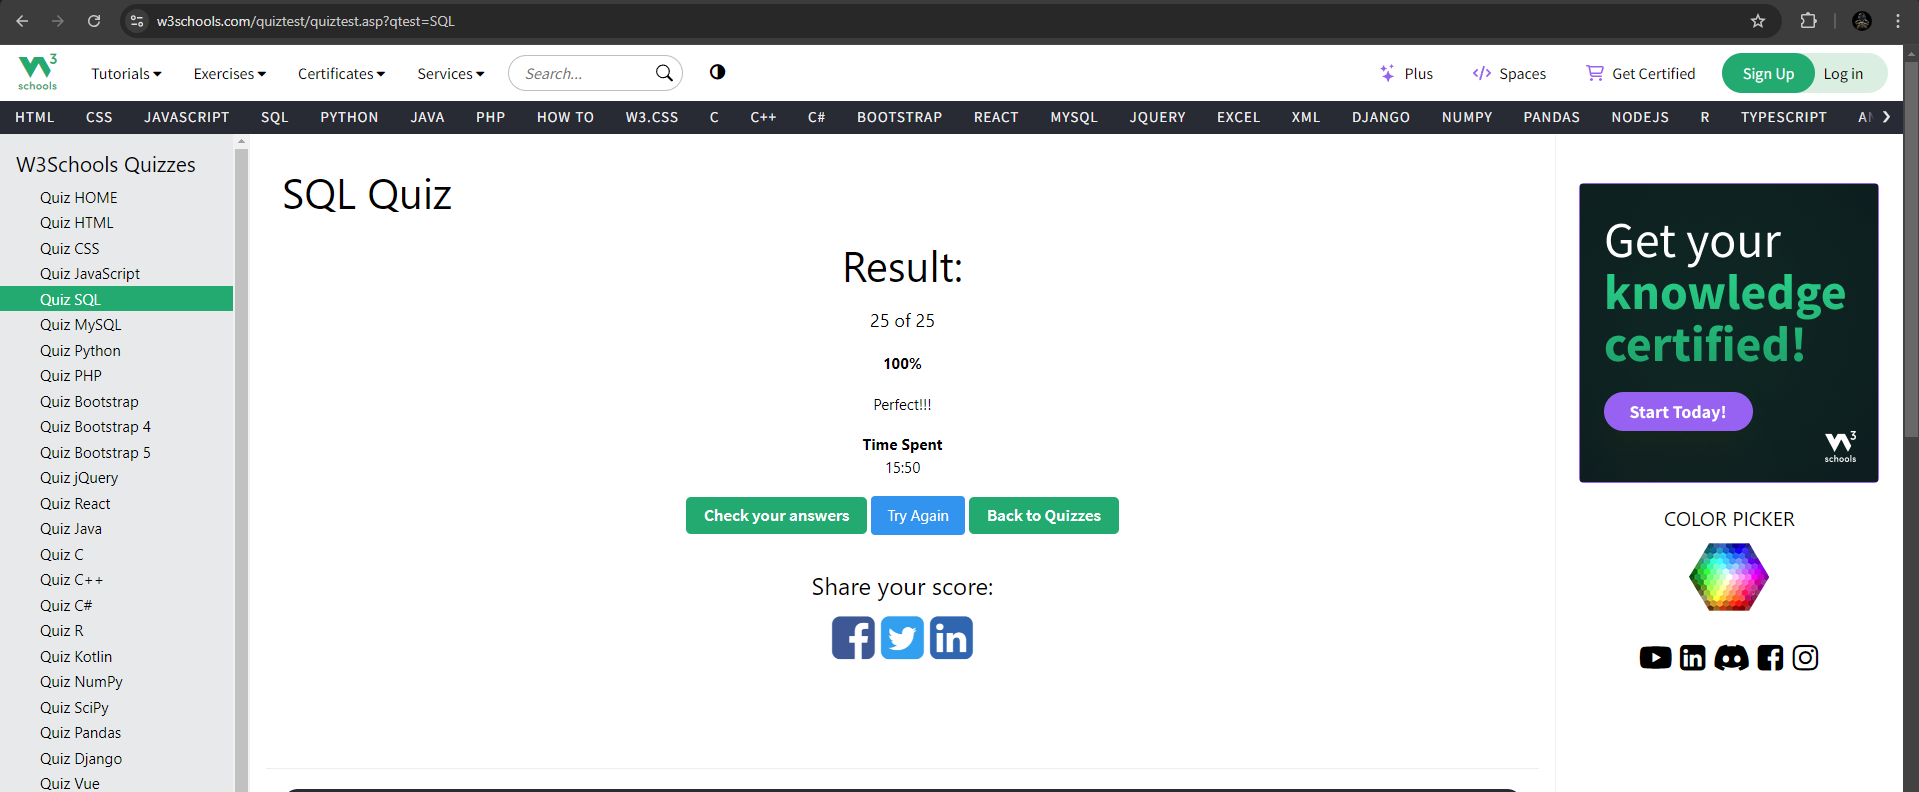 w3schools.com/quiztest/quiztest.asp?qtest=SQL
W3 schools
Tutorials Exercises Certificates Services Search... Plus Spaces Get Certified Sign Up Log in
HTML CSS JAVASCRIPT SQL PYTHON JAVA PHP HOW TO W3.CSS C C++ C# BOOTSTRAP REACT MYSQL JQUERY EXCEL XML DJANGO NUMPY PANDAS NODEJS R TYPESCRIPT
W3Schools Quizzes
Quiz HOME
Quiz HTML
Quiz CSS
Quiz JavaScript
Quiz SQL
Quiz MySQL
Quiz Python
Quiz PHP
Quiz Bootstrap
Quiz Bootstrap 4
Quiz Bootstrap 5
Quiz jQuery
Quiz React
Quiz Java
Quiz C
Quiz C++
Quiz C#
Quiz R
Quiz Kotlin
Quiz NumPy
Quiz SciPy
Quiz Pandas
Quiz Django
Quiz Vue
SQL Quiz
Result:
25 of 25
100%
Perfect!!!
Time Spent
15:50
Check your answers Try Again Back to Quizzes
Share your score:
Get your
knowledge
certified!
Start Today!
W3 schools
COLOR PICKER